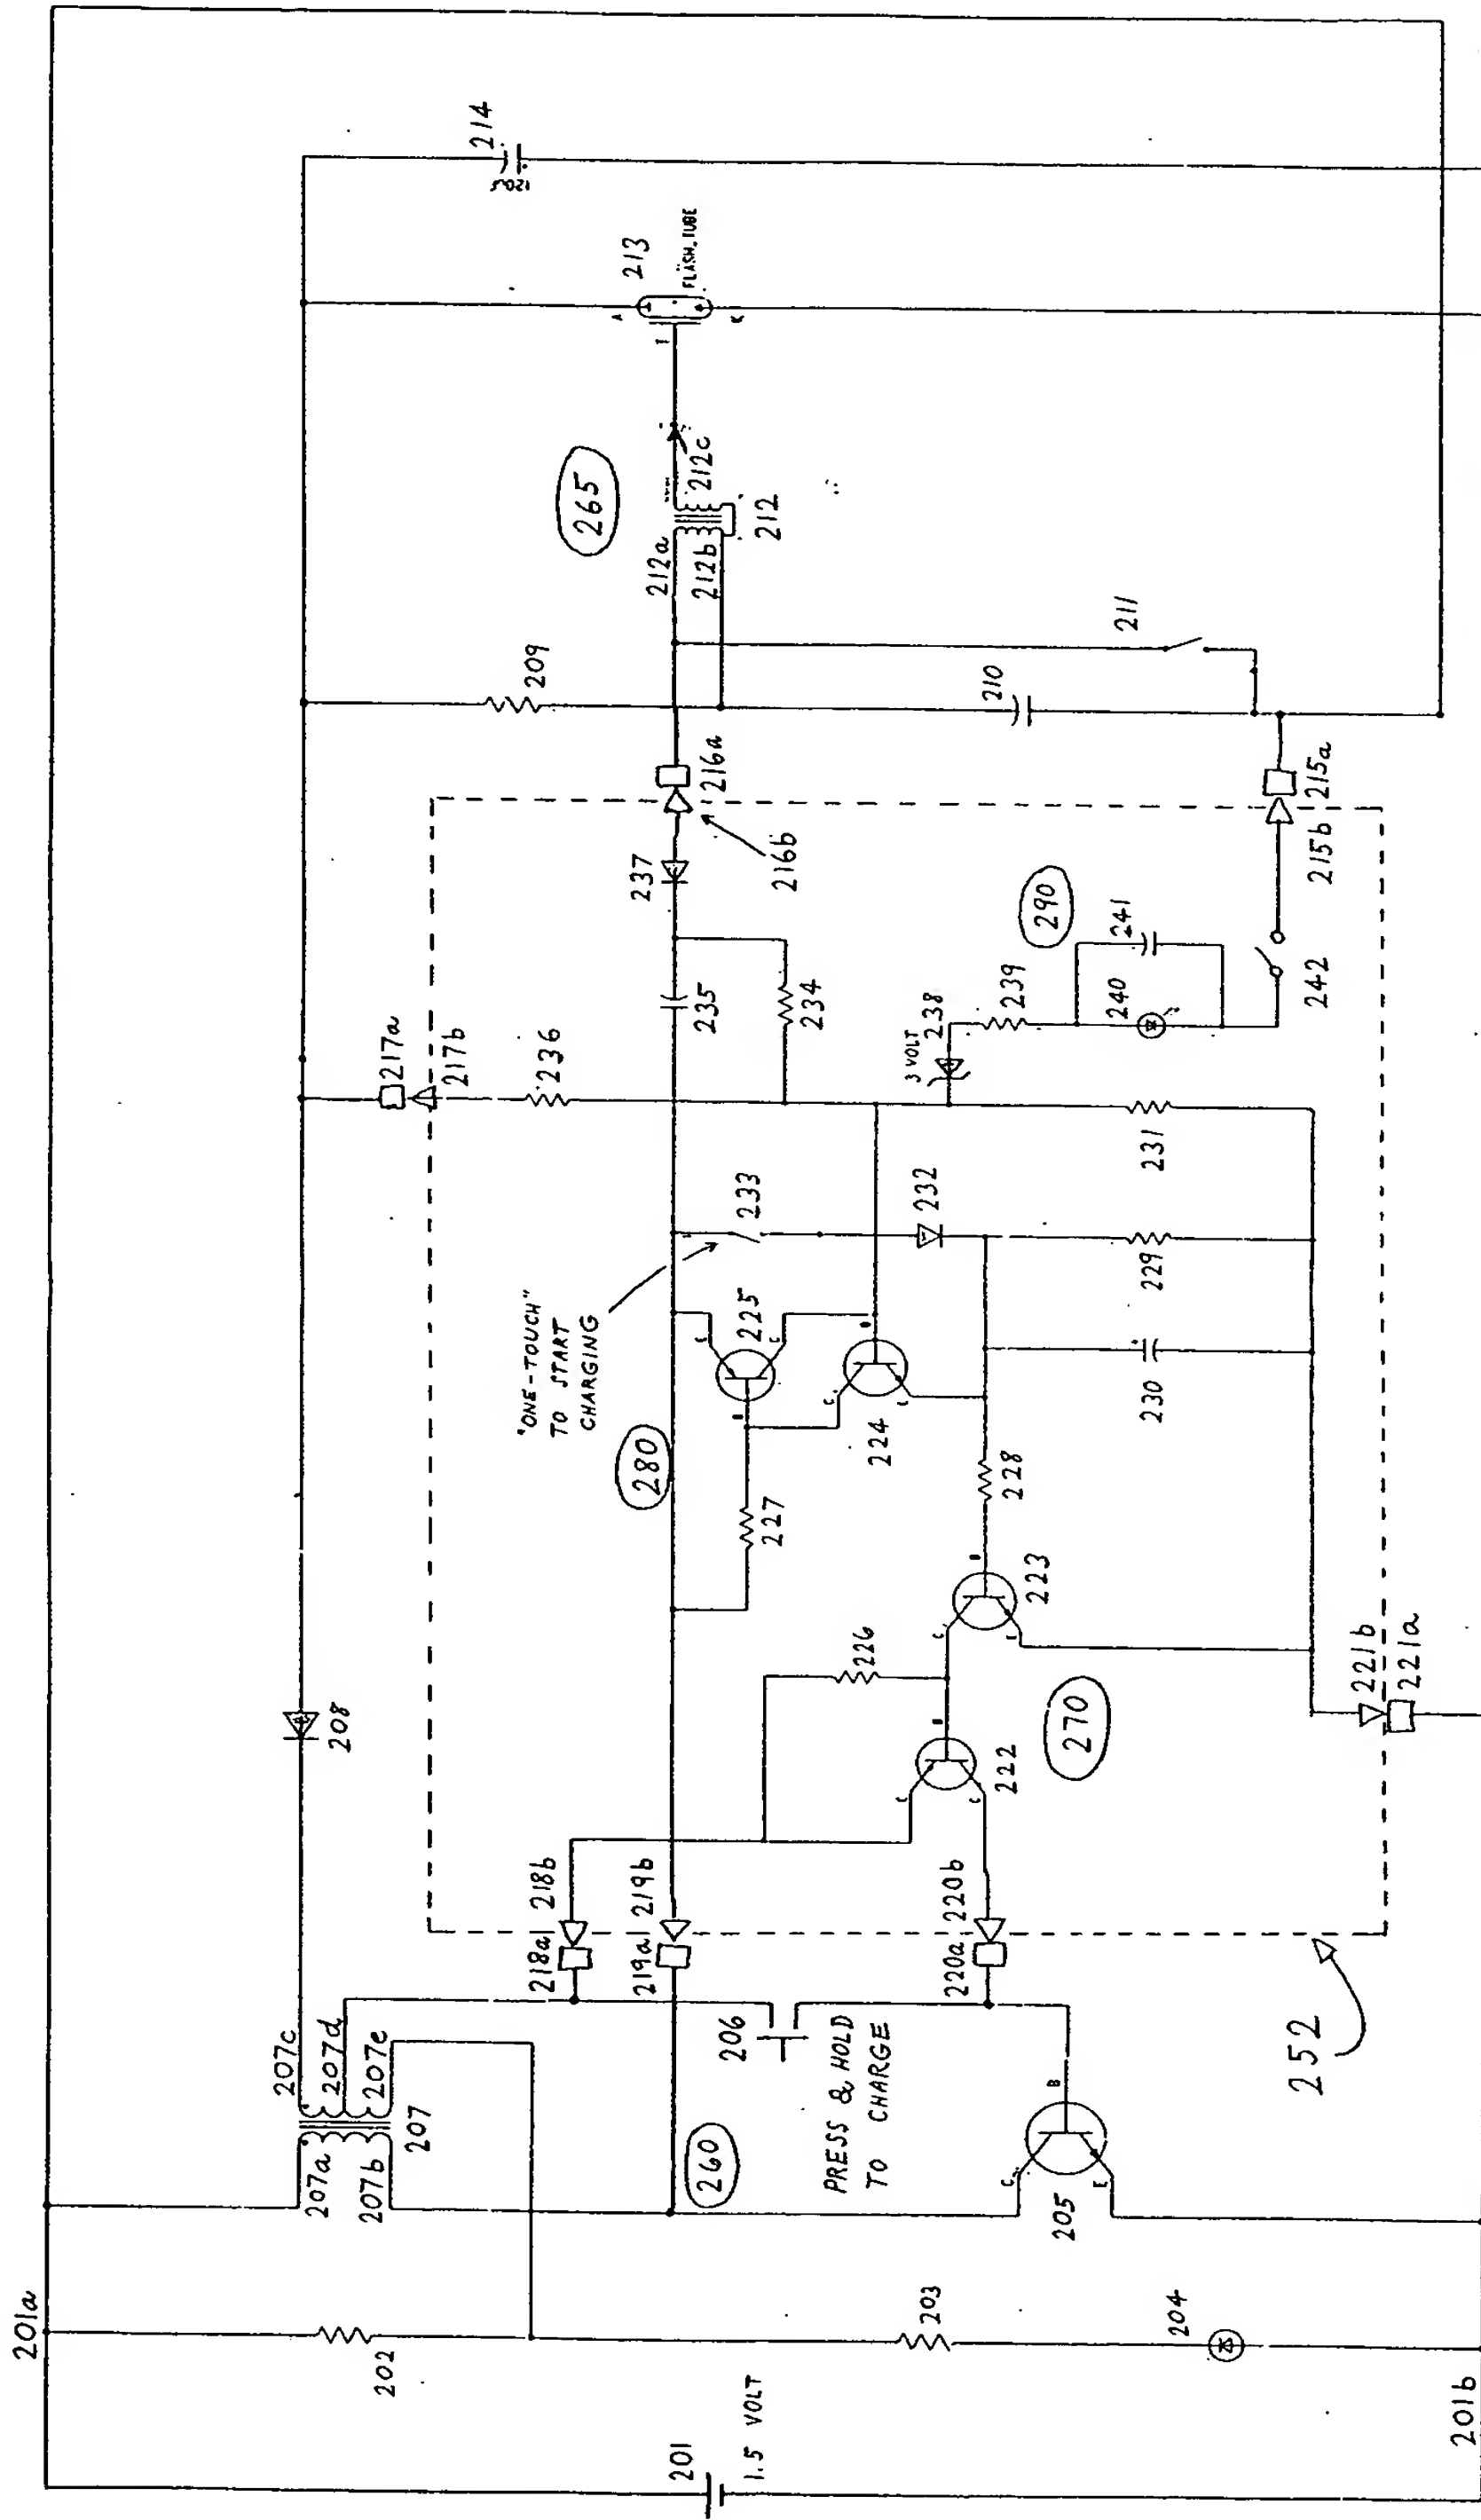 201a
202
203
204
201
1.5 VOLT
201b
207c
207a
207d
207e
207b
207
208
218a
218b
219a
219b
260
206
PRESS & HOLD
TO CHARGE
220a
220b
C
B
E
205
252
280
270
226
B
222
C
C
E
B
223
227
228
"ONE-TOUCH"
TO START
CHARGING
225
C
B
C
224
B
C
230
229
231
221b
221a
233
232
217a
217b
236
235
234
237
216a
216b
3 VOLT
238
239
290
240
241
242
215b
215a
209
210
211
212a
212b
212c
212
265
T
A
K
213
FLASH-TUBE
214